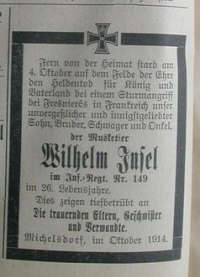 Fern von der Heimat starb am
4. Oktober auf dem Felde der Ehre
den Heldentod für König und
Vaterland bei einem Sturmangriff
bei Fresniers in Frankreich unser
unvergeßlicher und innigstgeliebter
Sohn, Bruder, Schwager und Onkel,
der Musketier
Wilhelm Insel
im Inf.-Regt. Nr. 149
im 26. Lebensjahre.
Dies zeigen tiefbetrübt an
Die trauernden Eltern, Geschwister
und Verwandte.
Michelsdorf, im Oktober 1914.